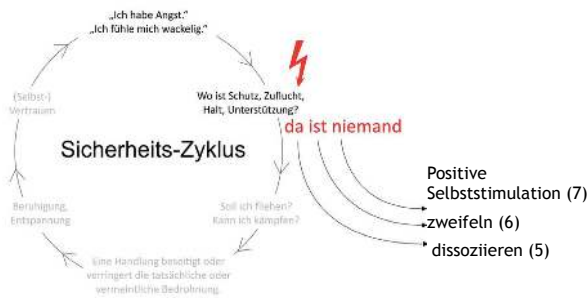 „Ich habe Angst."
„Ich fühle mich wackelig."
Wo ist Schutz, Zuflucht,
Halt, Unterstützung?
da ist niemand
(Selbst-)
Vertrauen
Sicherheits-Zyklus
Positive
Selbststimulation (7)
zweifeln (6)
dissoziieren (5)
Beruhigung,
Entspannung
Soll ich fliehen?
Kann ich kämpfen?
Eine Handlung beseitigt oder
verringert die tatsächliche oder
vermeintliche Bedrohnung.